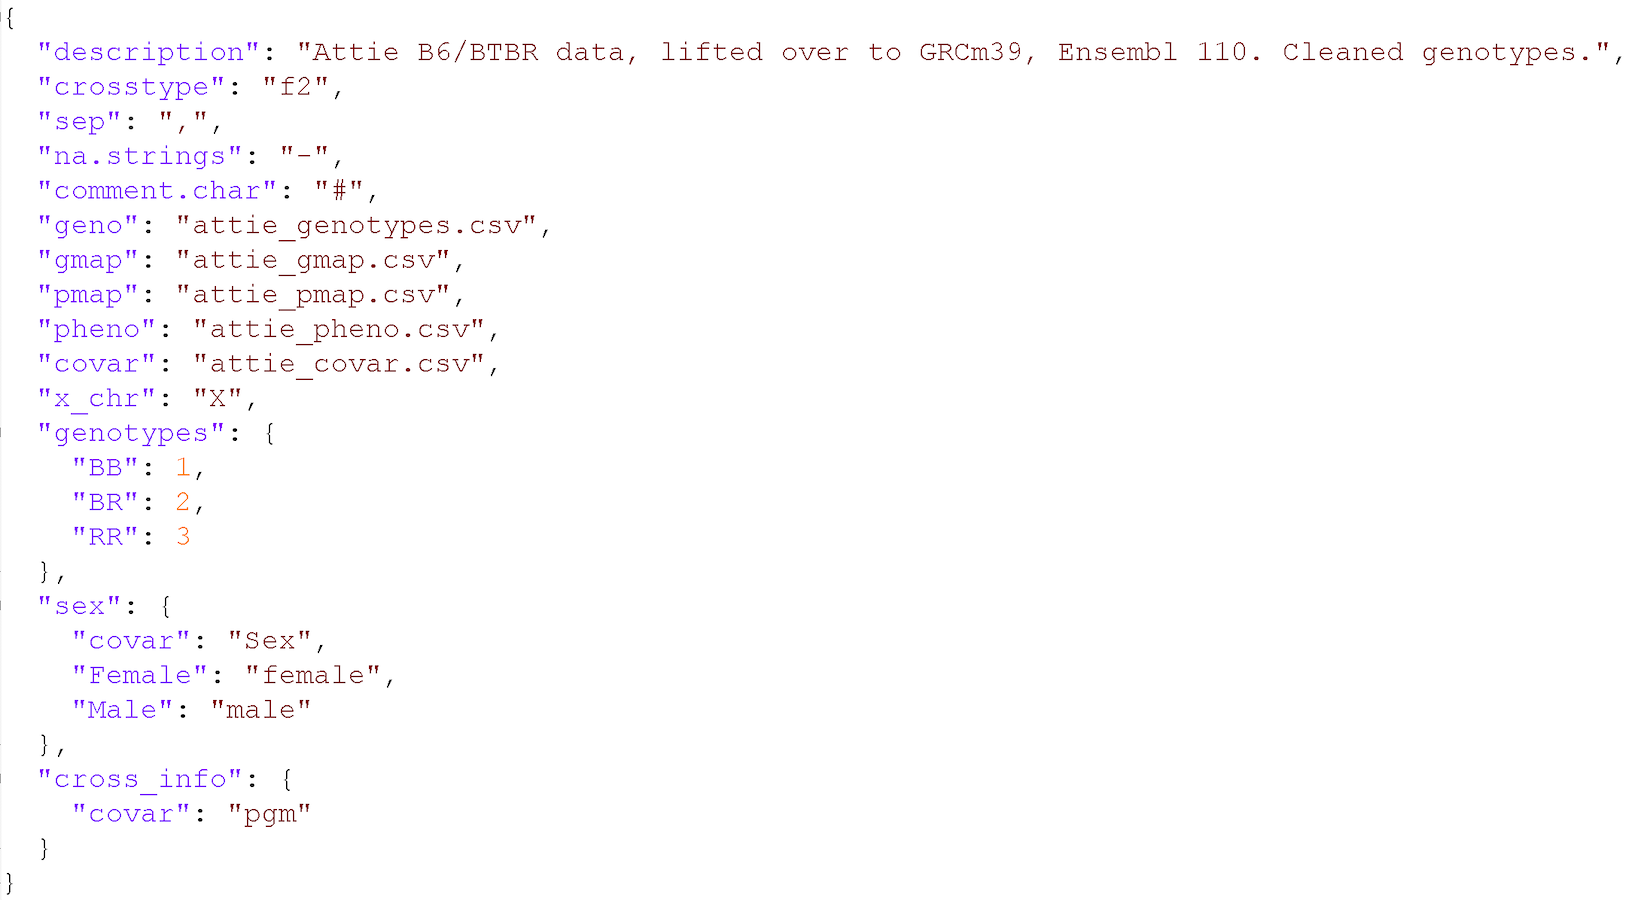 {
  "description": "Attie B6/BTBR data, lifted over to GRCm39, Ensembl 110. Cleaned genotypes.",
  "crosstype": "f2",
  "sep": ",",
  "na.strings": "-",
  "comment.char": "#",
  "geno": "attie_genotypes.csv",
  "gmap": "attie_gmap.csv",
  "pmap": "attie_pmap.csv",
  "pheno": "attie_pheno.csv",
  "covar": "attie_covar.csv",
  "x_chr": "X",
  "genotypes": {
    "BB": 1,
    "BR": 2,
    "RR": 3
  },
  "sex": {
    "covar": "Sex",
    "Female": "female",
    "Male": "male"
  },
  "cross_info": {
    "covar": "pgm"
  }
}